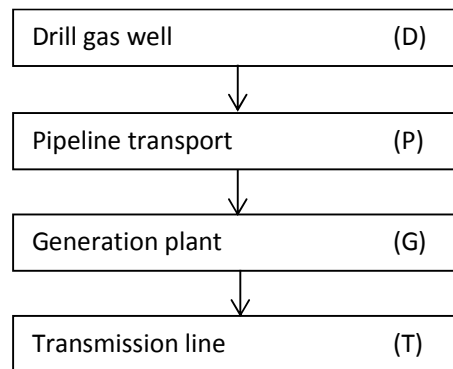 Drill gas well (D)
Pipeline transport (P)
Generation plant (G)
Transmission line (T)